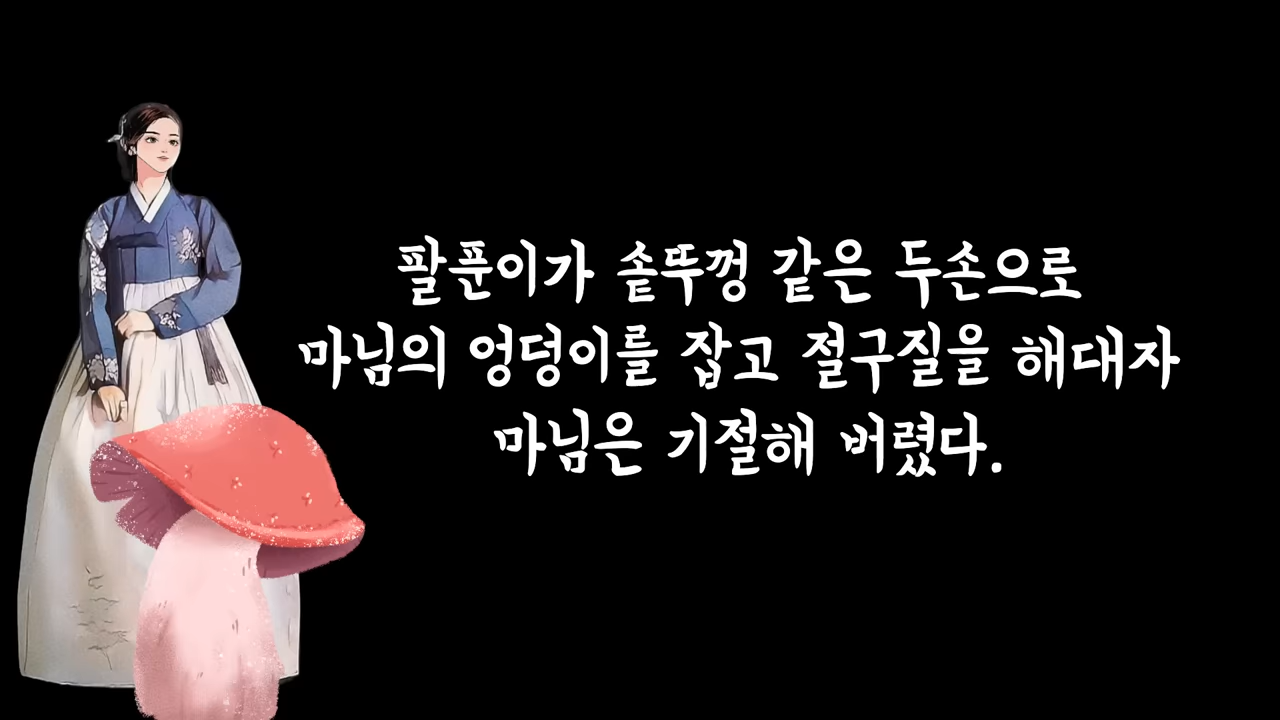 팔푼이가 솥뚜껑 같은 두손으로
마님의 엉덩이를 잡고 절구질을 해대자
마님은 기절해 버렸다.